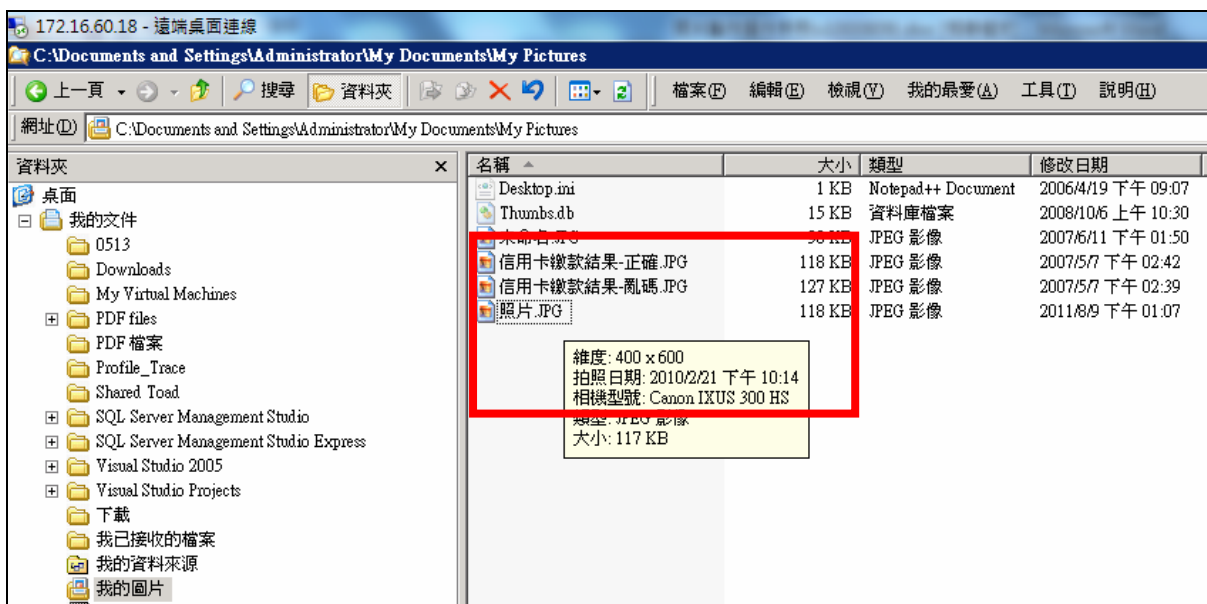 172.16.60.18 - 遠端桌面連線
C:\Documents and Settings\Administrator\My Documents\My Pictures
上一頁 搜尋 資料夾 檔案(F) 編輯(E) 檢視(V) 我的最愛(A) 工具(T) 說明(H)
網址(D) C:\Documents and Settings\Administrator\My Documents\My Pictures
資料夾 x
桌面
我的文件
0513
Downloads
My Virtual Machines
PDF files
PDF 檔案
Profile_Trace
Shared Toad
SQL Server Management Studio
SQL Server Management Studio Express
Visual Studio 2005
Visual Studio Projects
下載
我已接收的檔案
我的資料來源
我的圖片
名稱 大小 類型 修改日期
Desktop.ini 1 KB Notepad++ Document 2006/4/19 下午 09:07
Thumbs.db 15 KB 資料庫檔案 2008/10/6 上午 10:30
未命名.JPG KB JPEG 影像 2007/6/11 下午 01:50
信用卡繳款結果-正確.JPG 118 KB JPEG 影像 2007/5/7 下午 02:42
信用卡繳款結果-亂碼.JPG 127 KB JPEG 影像 2007/5/7 下午 02:39
照片.JPG 118 KB JPEG 影像 2011/8/9 下午 01:07
維度: 400 x 600
拍照日期: 2010/2/21 下午 10:14
相機型號: Canon IXUS 300 HS
類型: JPEG 影像
大小: 117 KB